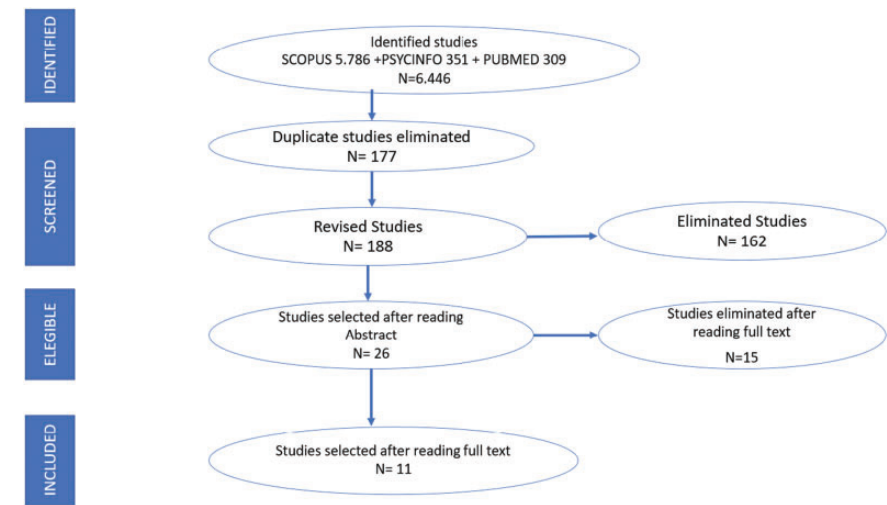 IDENTIFIED
Identified studies
SCOPUS 5.786 +PSYCINFO 351 + PUBMED 309
N=6.446
SCREENED
Duplicate studies eliminated
N= 177
Revised Studies
N= 188
Eliminated Studies
N= 162
ELEGIBLE
Studies selected after reading
Abstract
N= 26
Studies eliminated after
reading full text
N=15
INCLUDED
Studies selected after reading full text
N= 11